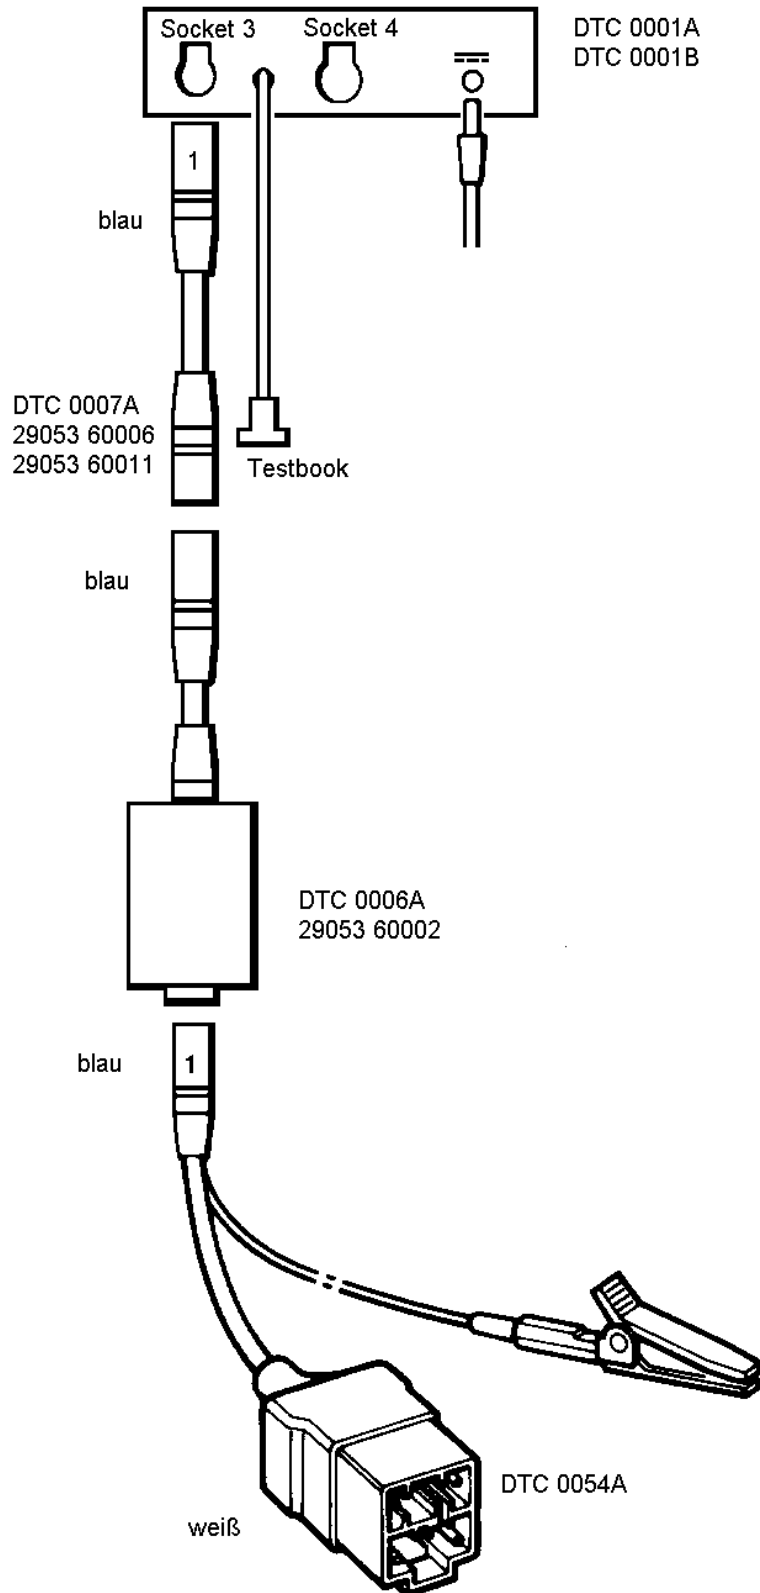 Socket 3
Socket 4
DTC 0001A
DTC 0001B
1
blau
DTC 0007A
29053 60006
29053 60011
Testbook
blau
DTC 0006A
29053 60002
blau
1
DTC 0054A
weiß